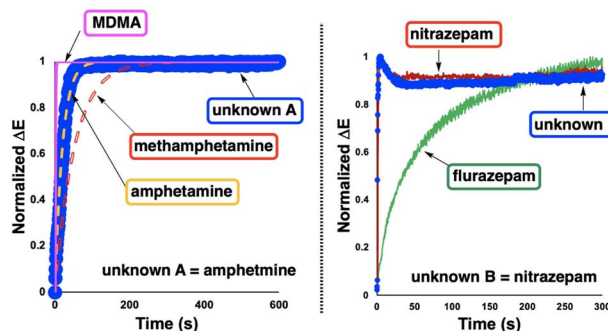 MDMA
Normalized ΔE
1
0.8
0.6
0.4
0.2
0
unknown A
methamphetamine
amphetamine
unknown A = amphetmine
0
200
400
600
Time (s)
nitrazepam
Normalized ΔE
1
0.8
0.6
0.4
0.2
0
unknown
flurazepam
unknown B = nitrazepam
0
50
100
150
200
250
300
Time (s)